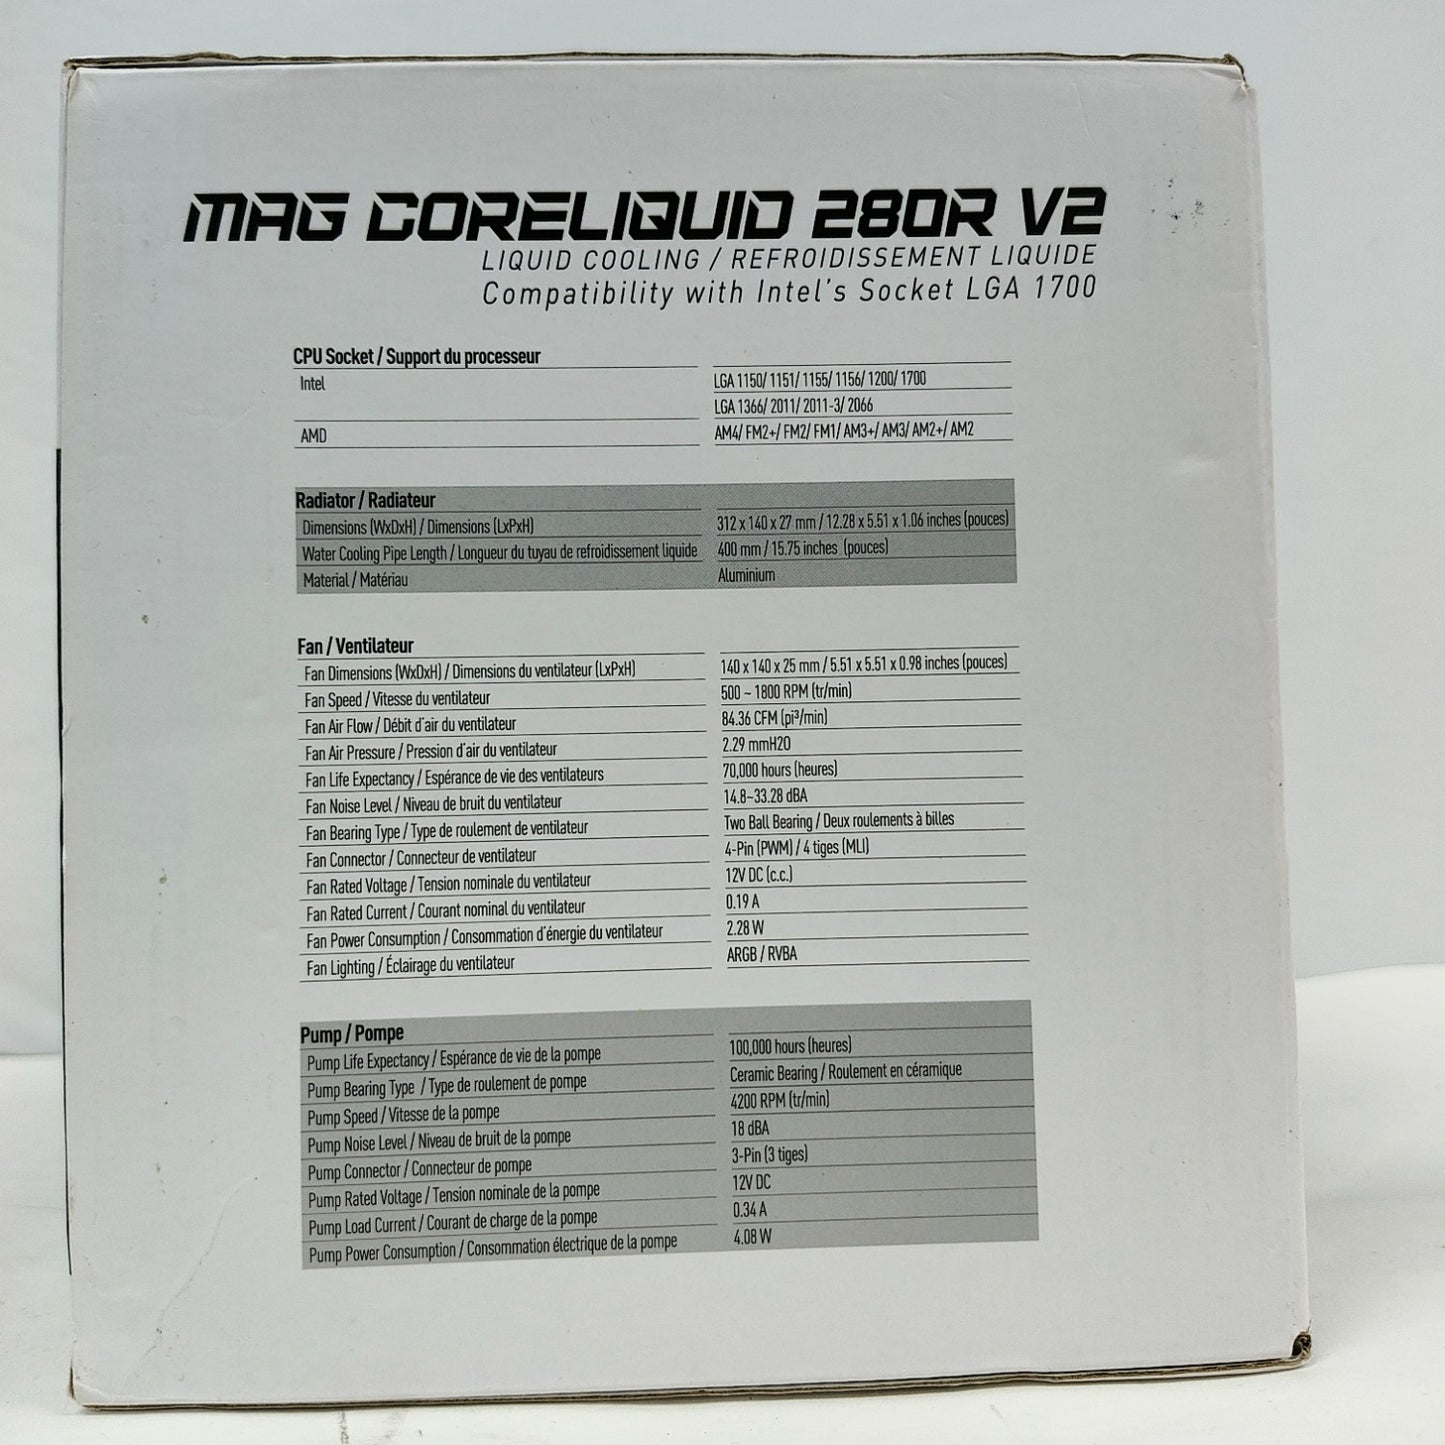 MAG CORELIQUID 280R V2
LIQUID COOLING / REFROIDISSEMENT LIQUIDE
Compatibility with Intel's Socket LGA 1700
CPU Socket / Support du processeur
Intel LGA 1150/ 1151/ 1155/ 1156/ 1200/ 1700
LGA 1366/ 2011/ 2011-3/ 2066
AMD AM4/ FM2+/ FM2/ FM1/ AM3+/ AM3/ AM2+/ AM2
Radiator / Radiateur
Dimensions (WxDxH) / Dimensions (LxPxH) 312 x 140 x 27 mm / 12.28 x 5.51 x 1.06 inches (pouces)
Water Cooling Pipe Length / Longueur du tuyau de refroidissement liquide 400 mm / 15.75 inches (pouces)
Material / Matériau Aluminium
Fan / Ventilateur
Fan Dimensions (WxDxH) / Dimensions du ventilateur (LxPxH) 140 x 140 x 25 mm / 5.51 x 5.51 x 0.98 inches (pouces)
Fan Speed / Vitesse du ventilateur 500 ~ 1800 RPM (tr/min)
Fan Air Flow / Débit d'air du ventilateur 84.36 CFM (pi³/min)
Fan Air Pressure / Pression d'air du ventilateur 2.29 mmH2O
Fan Life Expectancy / Espérance de vie des ventilateurs 70,000 hours (heures)
Fan Noise Level / Niveau de bruit du ventilateur 14.8~33.28 dBA
Fan Bearing Type / Type de roulement de ventilateur Two Ball Bearing / Deux roulements à billes
Fan Connector / Connecteur de ventilateur 4-Pin (PWM) / 4 tiges (MLI)
Fan Rated Voltage / Tension nominale du ventilateur 12V DC (c.c.)
Fan Rated Current / Courant nominal du ventilateur 0.19 A
Fan Power Consumption / Consommation d'énergie du ventilateur 2.28 W
Fan Lighting / Éclairage du ventilateur ARGB / RVBA
Pump / Pompe
Pump Life Expectancy / Espérance de vie de la pompe 100,000 hours (heures)
Pump Bearing Type / Type de roulement de pompe Ceramic Bearing / Roulement en céramique
Pump Speed / Vitesse de la pompe 4200 RPM (tr/min)
Pump Noise Level / Niveau de bruit de la pompe 18 dBA
Pump Connector / Connecteur de pompe 3-Pin (3 tiges)
Pump Rated Voltage / Tension nominale de la pompe 12V DC
Pump Load Current / Courant de charge de la pompe 0.34 A
Pump Power Consumption / Consommation électrique de la pompe 4.08 W